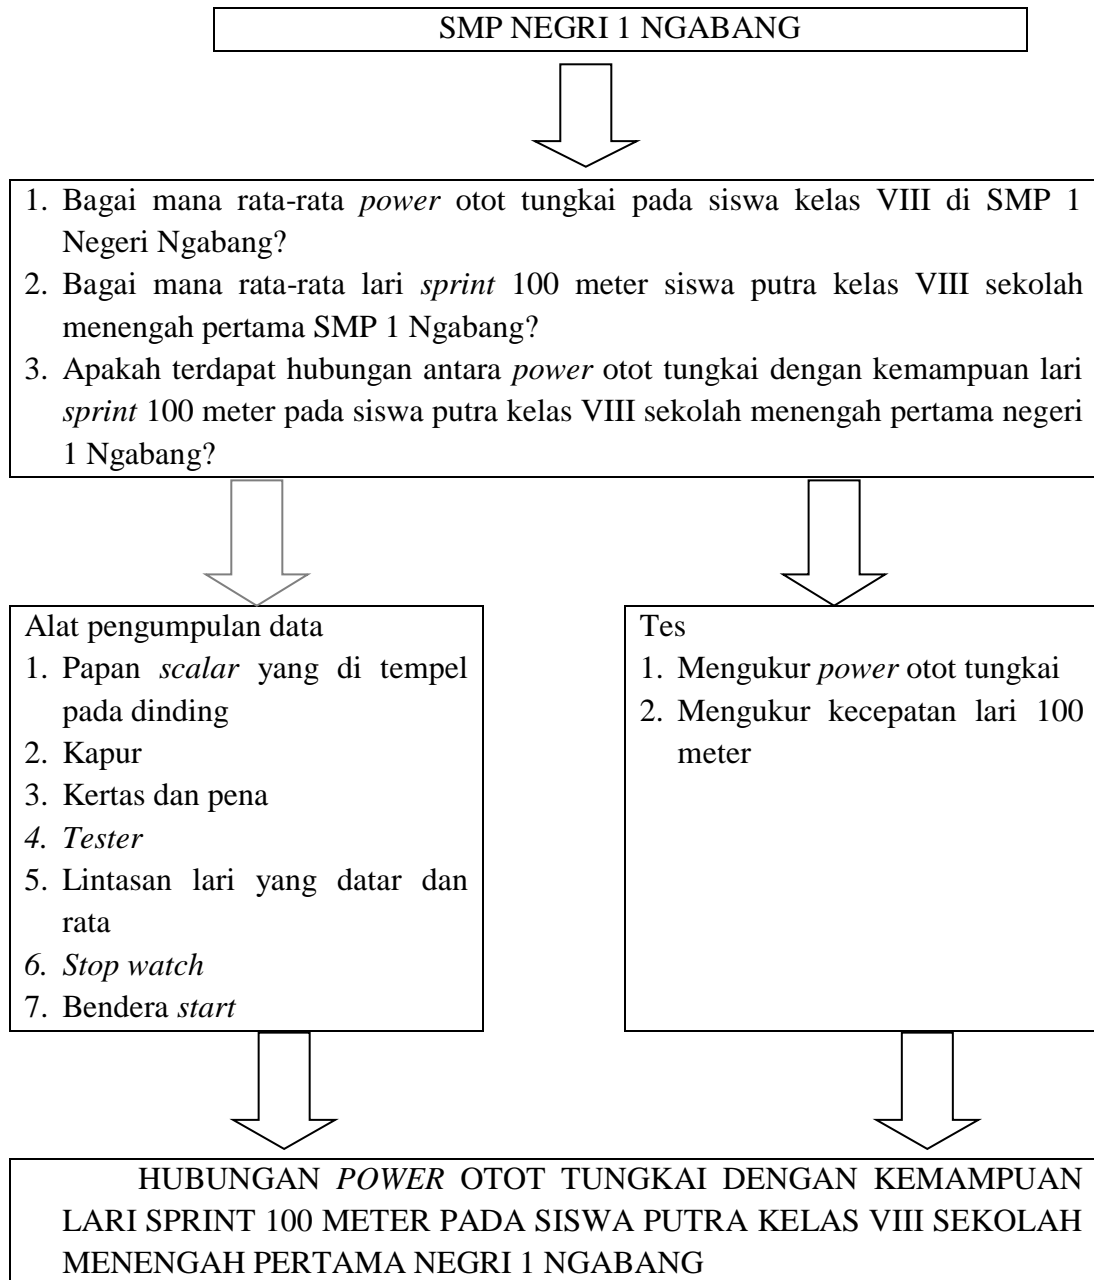 SMP NEGRI 1 NGABANG
1. Bagai mana rata-rata power otot tungkai pada siswa kelas VIII di SMP 1
Negeri Ngabang?
2. Bagai mana rata-rata lari sprint 100 meter siswa putra kelas VIII sekolah
menengah pertama SMP 1 Ngabang?
3. Apakah terdapat hubungan antara power otot tungkai dengan kemampuan lari
sprint 100 meter pada siswa putra kelas VIII sekolah menengah pertama negeri
1 Ngabang?
Alat pengumpulan data
1. Papan scalar yang di tempel
pada dinding
2. Kapur
3. Kertas dan pena
4. Tester
5. Lintasan lari yang datar dan
rata
6. Stop watch
7. Bendera start
Tes
1. Mengukur power otot tungkai
2. Mengukur kecepatan lari 100
meter
HUBUNGAN POWER OTOT TUNGKAI DENGAN KEMAMPUAN
LARI SPRINT 100 METER PADA SISWA PUTRA KELAS VIII SEKOLAH
MENENGAH PERTAMA NEGRI 1 NGABANG